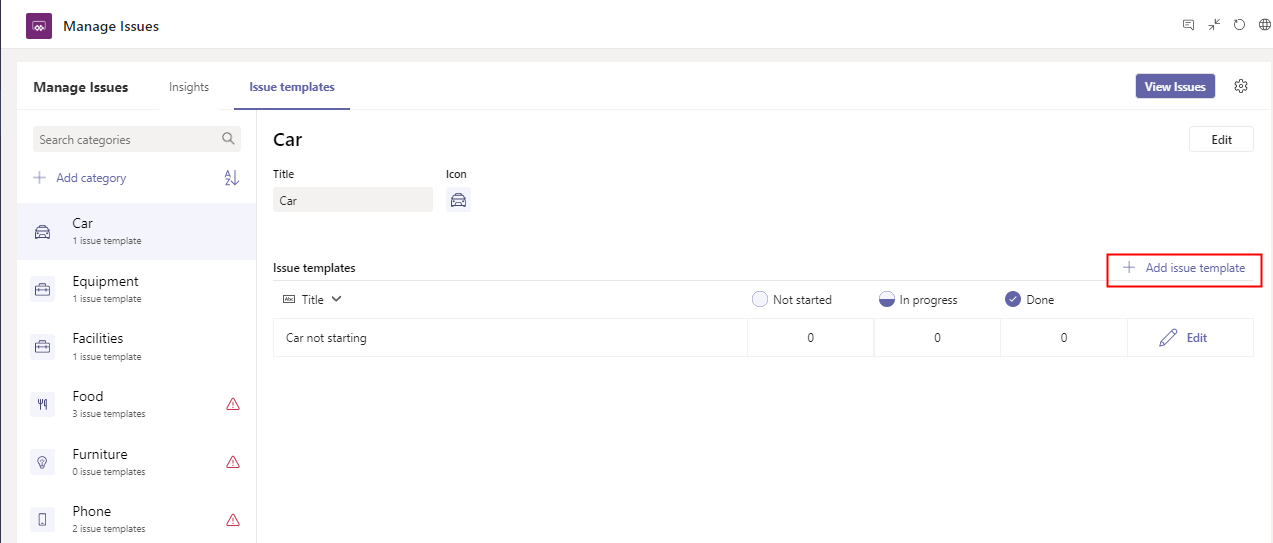 Manage Issues
Manage Issues Insights Issue templates View Issues
Search categories
Add category
Car
1 issue template
Equipment
1 issue template
Facilities
1 issue template
Food
3 issue templates
Furniture
0 issue templates
Phone
2 issue templates
Car Edit
Title Icon
Car
Issue templates Add issue template
Abc Title Not started In progress Done
Car not starting 0 0 0 Edit